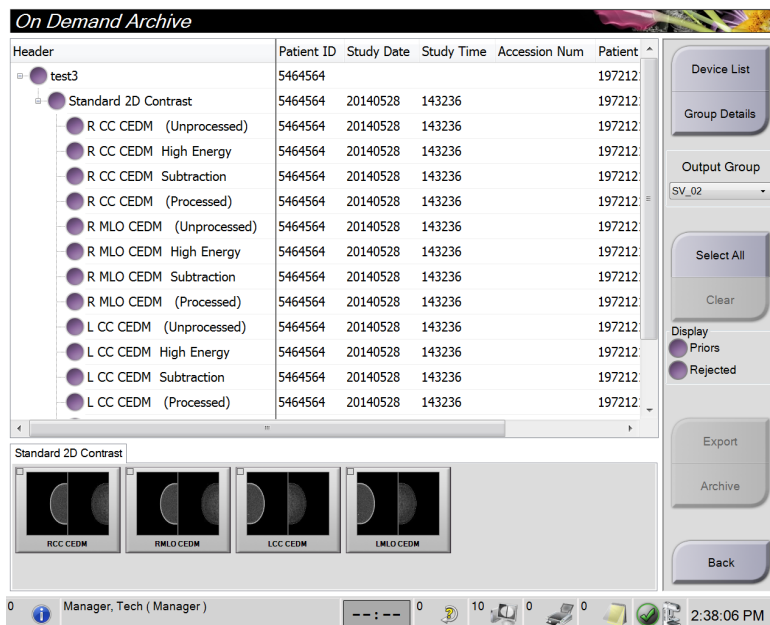 On Demand Archive
Header Patient ID Study Date Study Time Accession Num Patient
test3 5464564 1972121
Standard 2D Contrast 5464564 20140528 143236 197212
R CC CEDM (Unprocessed) 5464564 20140528 143236 197212
R CC CEDM High Energy 5464564 20140528 143236 197212
R CC CEDM Subtraction 5464564 20140528 143236 197212
R CC CEDM (Processed) 5464564 20140528 143236 197212
R MLO CEDM (Unprocessed) 5464564 20140528 143236 197212
R MLO CEDM High Energy 5464564 20140528 143236 197212
R MLO CEDM Subtraction 5464564 20140528 143236 197212
R MLO CEDM (Processed) 5464564 20140528 143236 197212
L CC CEDM (Unprocessed) 5464564 20140528 143236 197212
L CC CEDM High Energy 5464564 20140528 143236 197212
L CC CEDM Subtraction 5464564 20140528 143236 197212
L CC CEDM (Processed) 5464564 20140528 143236 197212
Device List
Group Details
Output Group
SV_02
Select All
Clear
Display
Priors
Rejected
Export
Archive
Back
Standard 2D Contrast
RCC CEDM RMLO CEDM LCC CEDM LMLO CEDM
0 Manager, Tech ( Manager ) --:-- 0 10 0 0 2:38:06 PM